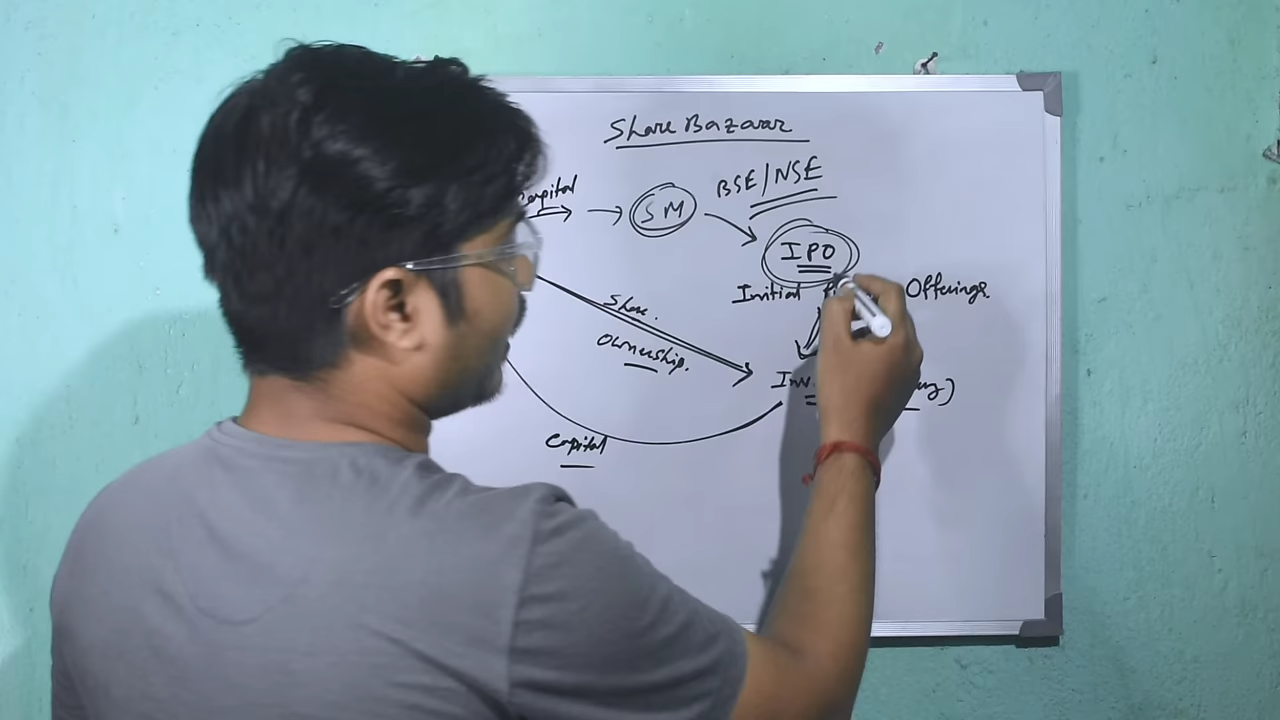 Share Bazaar
Capital
SM
BSE/NSE
IPO
Initial Offerings.
Share.
Ownership.
Capital